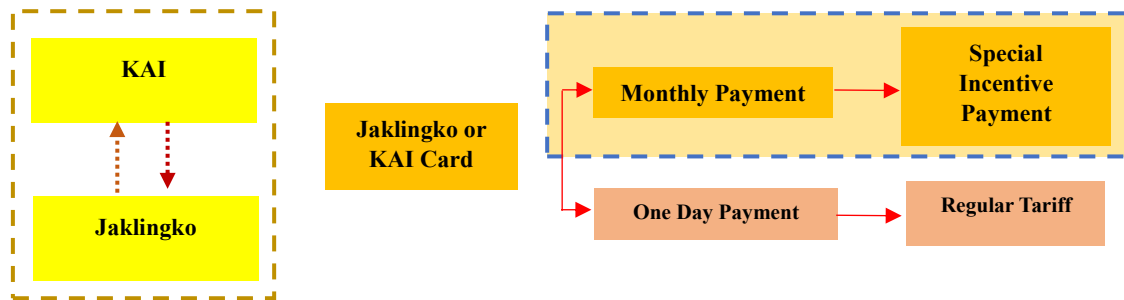 KAI
Jaklingko
Jaklingko or
KAI Card
Monthly Payment
Special
Incentive
Payment
One Day Payment
Regular Tariff